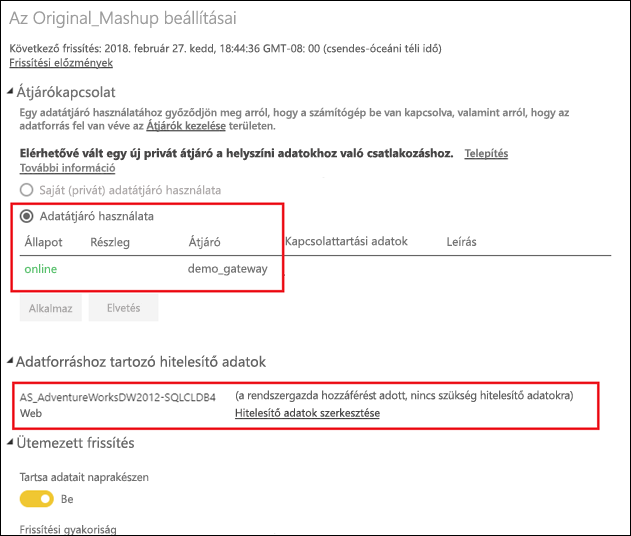 Az Original_Mashup beállításai
Következő frissítés: 2018. február 27. kedd, 18:44:36 GMT-08: 00 (csendes-óceáni téli idő)
Frissítési előzmények
Átjárókapcsolat
Egy adatátjáró használatához győződjön meg arról, hogy a számítógép be van kapcsolva, valamint arról, hogy az
adatforrás fel van véve az Átjárók kezelése területen.
Elérhetővé vált egy új privát átjáró a helyszíni adatokhoz való csatlakozáshoz. Telepítés
További információ
Saját (privát) adatátjáró használata
Adatátjáró használata
Állapot Részleg Átjáró Kapcsolattartási adatok Leírás
online demo_gateway
Alkalmaz Elvetés
Adatforráshoz tartozó hitelesítő adatok
AS_AdventureWorksDW2012-SQLCLDB4 (a rendszergazda hozzáférést adott, nincs szükség hitelesítő adatokra)
Web Hitelesítő adatok szerkesztése
Ütemezett frissítés
Tartsa adatait naprakészen
Be
Frissítési gyakoriság